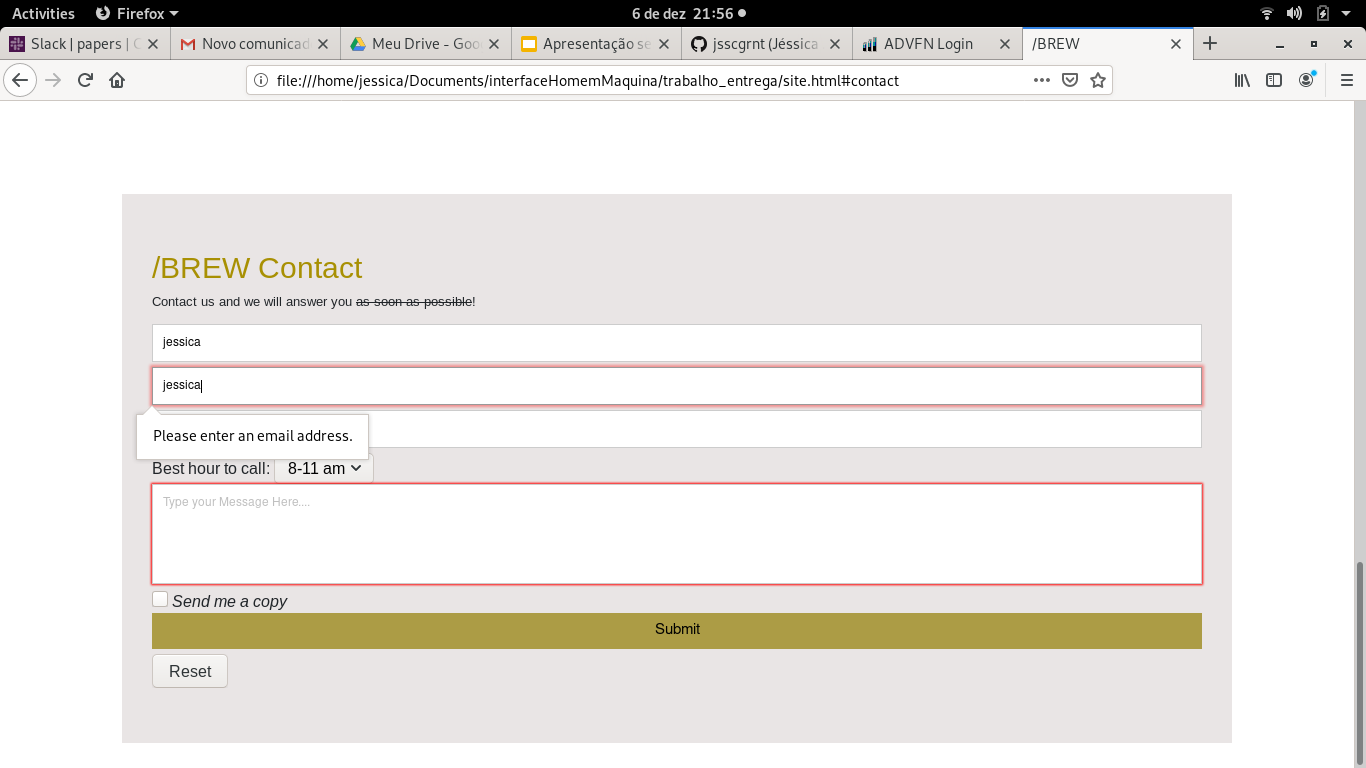 Activities Firefox 6 de dez 21:56
Slack | papers | C Novo comunicad Meu Drive - Goo Apresentação se jsscgrnt (Jéssica ADVFN Login /BREW
file:///home/jessica/Documents/interfaceHomemMaquina/trabalho_entrega/site.html#contact
/BREW Contact
Contact us and we will answer you as soon as possible!
jessica
jessica
Please enter an email address.
Best hour to call: 8-11 am
Type your Message Here....
Send me a copy
Submit
Reset